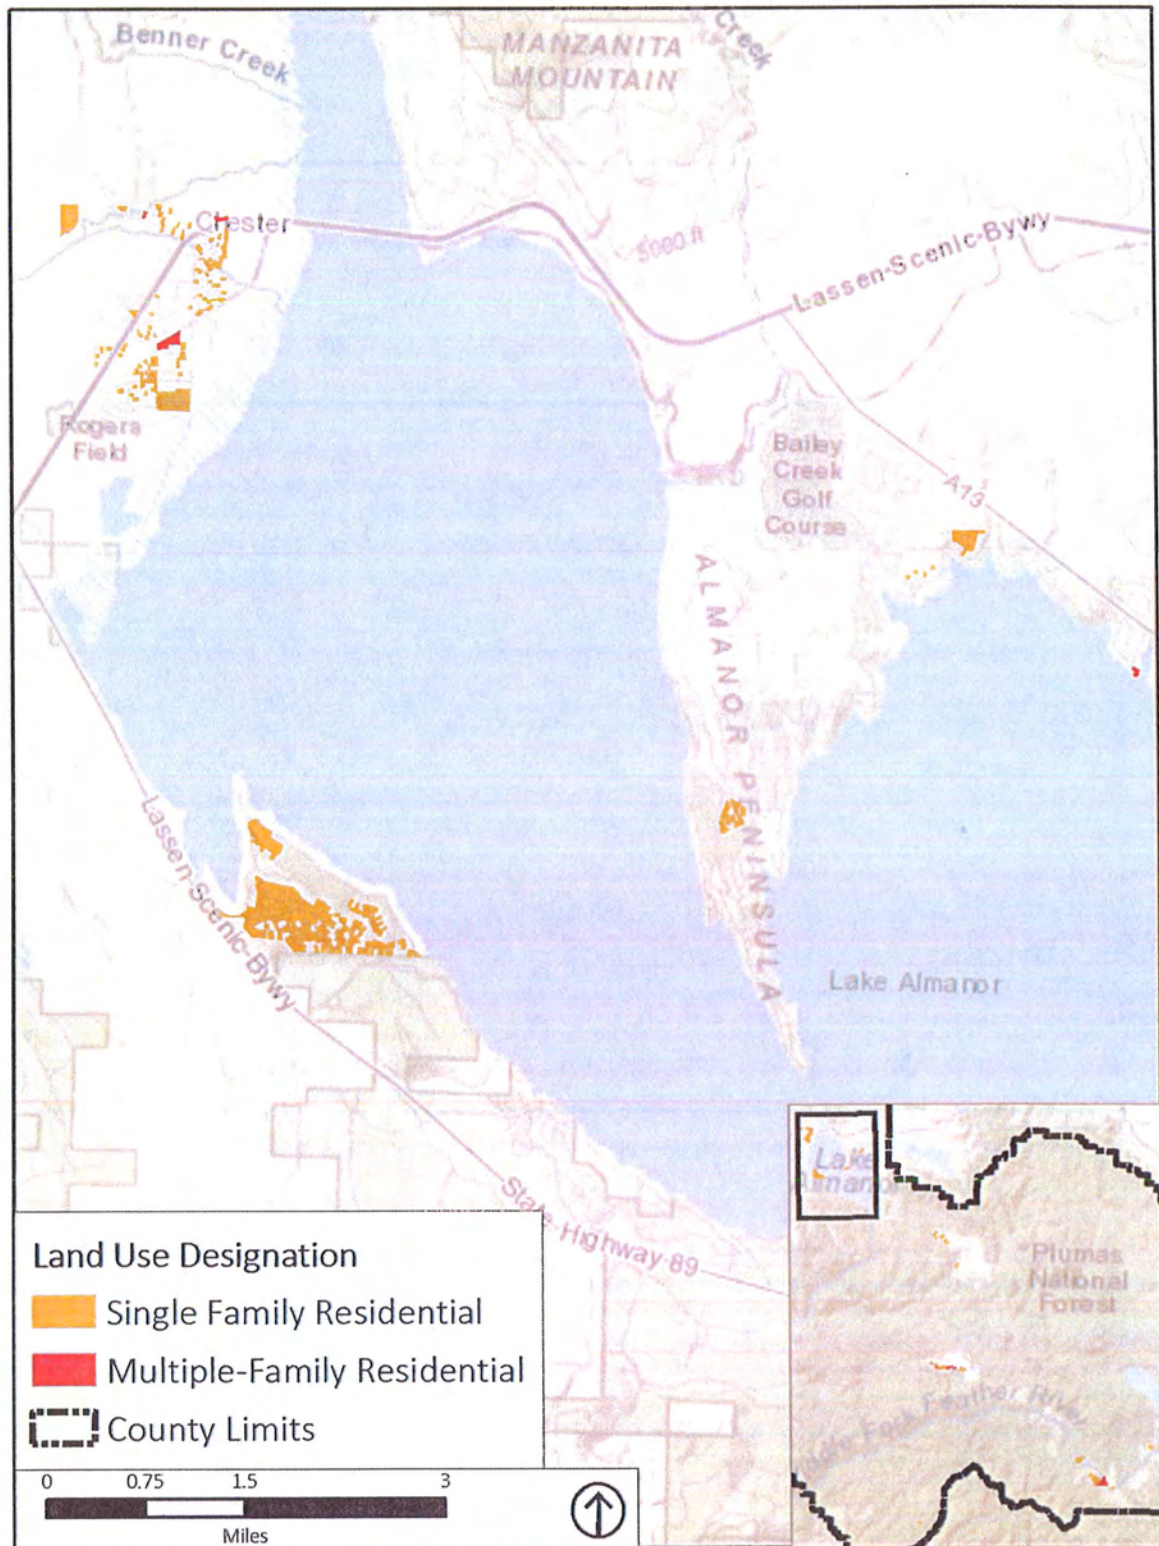 Benner Creek
MANZANITA
MOUNTAIN
Creek
Chester
5000 ft
Lassen-Scenic-Bywy
Rogers
Field
Bailey
Creek
Golf
Course
A13
ALMANOR PENINSULA
Lassen-Scenic-Bywy
Lake Almanor
State-Highway-89
Lake
Almanor
Plumas
National
Forest
Middle Fork Feather River
Land Use Designation
Single Family Residential
Multiple-Family Residential
County Limits
0 0.75 1.5 3
Miles